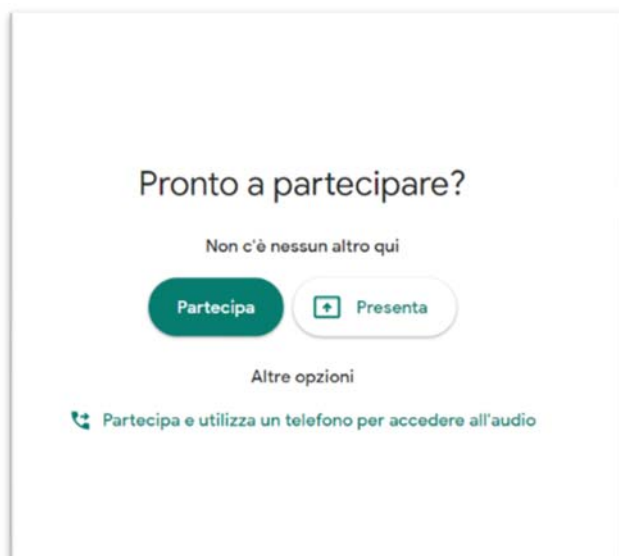 Pronto a partecipare?
Non c'è nessun altro qui
Partecipa
Presenta
Altre opzioni
Partecipa e utilizza un telefono per accedere all'audio